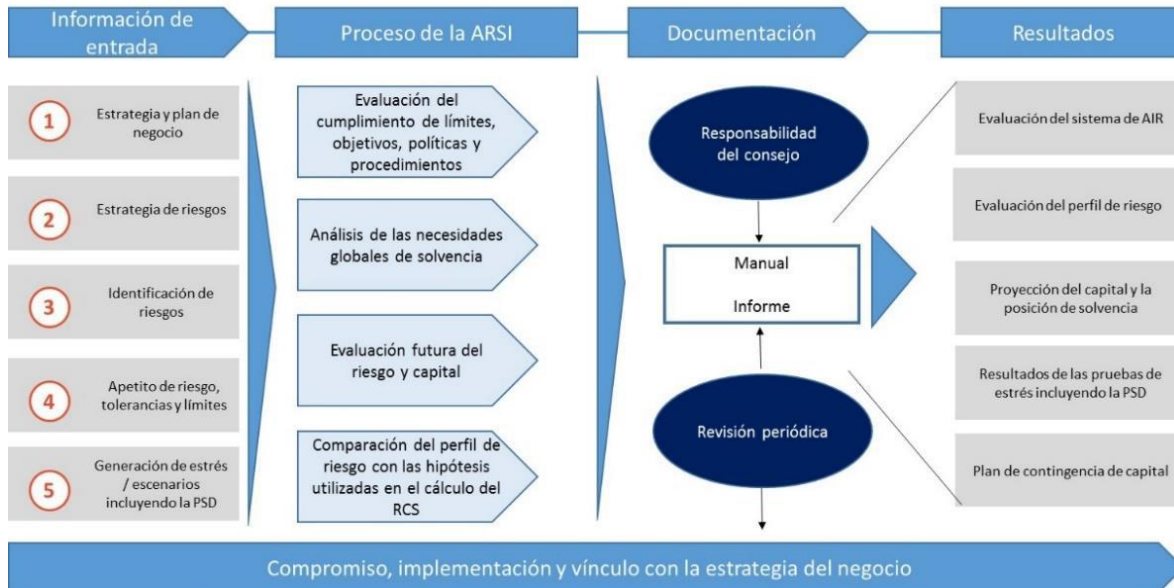 Información de
entrada
Proceso de la ARSI
Documentación
Resultados
1
Estrategia y plan de
negocio
2
Estrategia de riesgos
3
Identificación de
riesgos
4
Apetito de riesgo,
tolerancias y límites
5
Generación de estrés
/ escenarios
incluyendo la PSD
Evaluación del
cumplimiento de límites,
objetivos, políticas y
procedimientos
Análisis de las necesidades
globales de solvencia
Evaluación futura del
riesgo y capital
Comparación del perfil de
riesgo con las hipótesis
utilizadas en el cálculo del
RCS
Responsabilidad
del consejo
Manual
Informe
Revisión periódica
Evaluación del sistema de AIR
Evaluación del perfil de riesgo
Proyección del capital y la
posición de solvencia
Resultados de las pruebas de
estrés incluyendo la PSD
Plan de contingencia de capital
Compromiso, implementación y vínculo con la estrategia del negocio